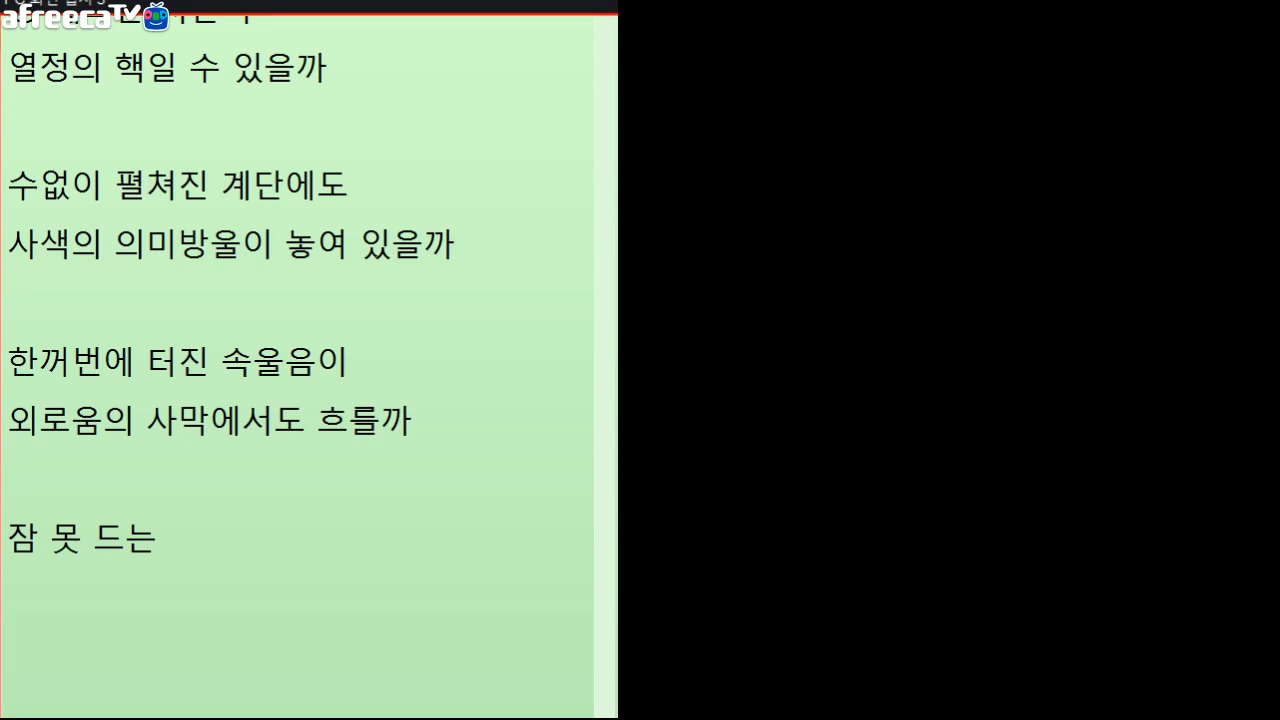 afreecaTV
열정의 핵일 수 있을까
수없이 펼쳐진 계단에도
사색의 의미방울이 놓여 있을까
한꺼번에 터진 속울음이
외로움의 사막에서도 흐를까
잠 못 드는